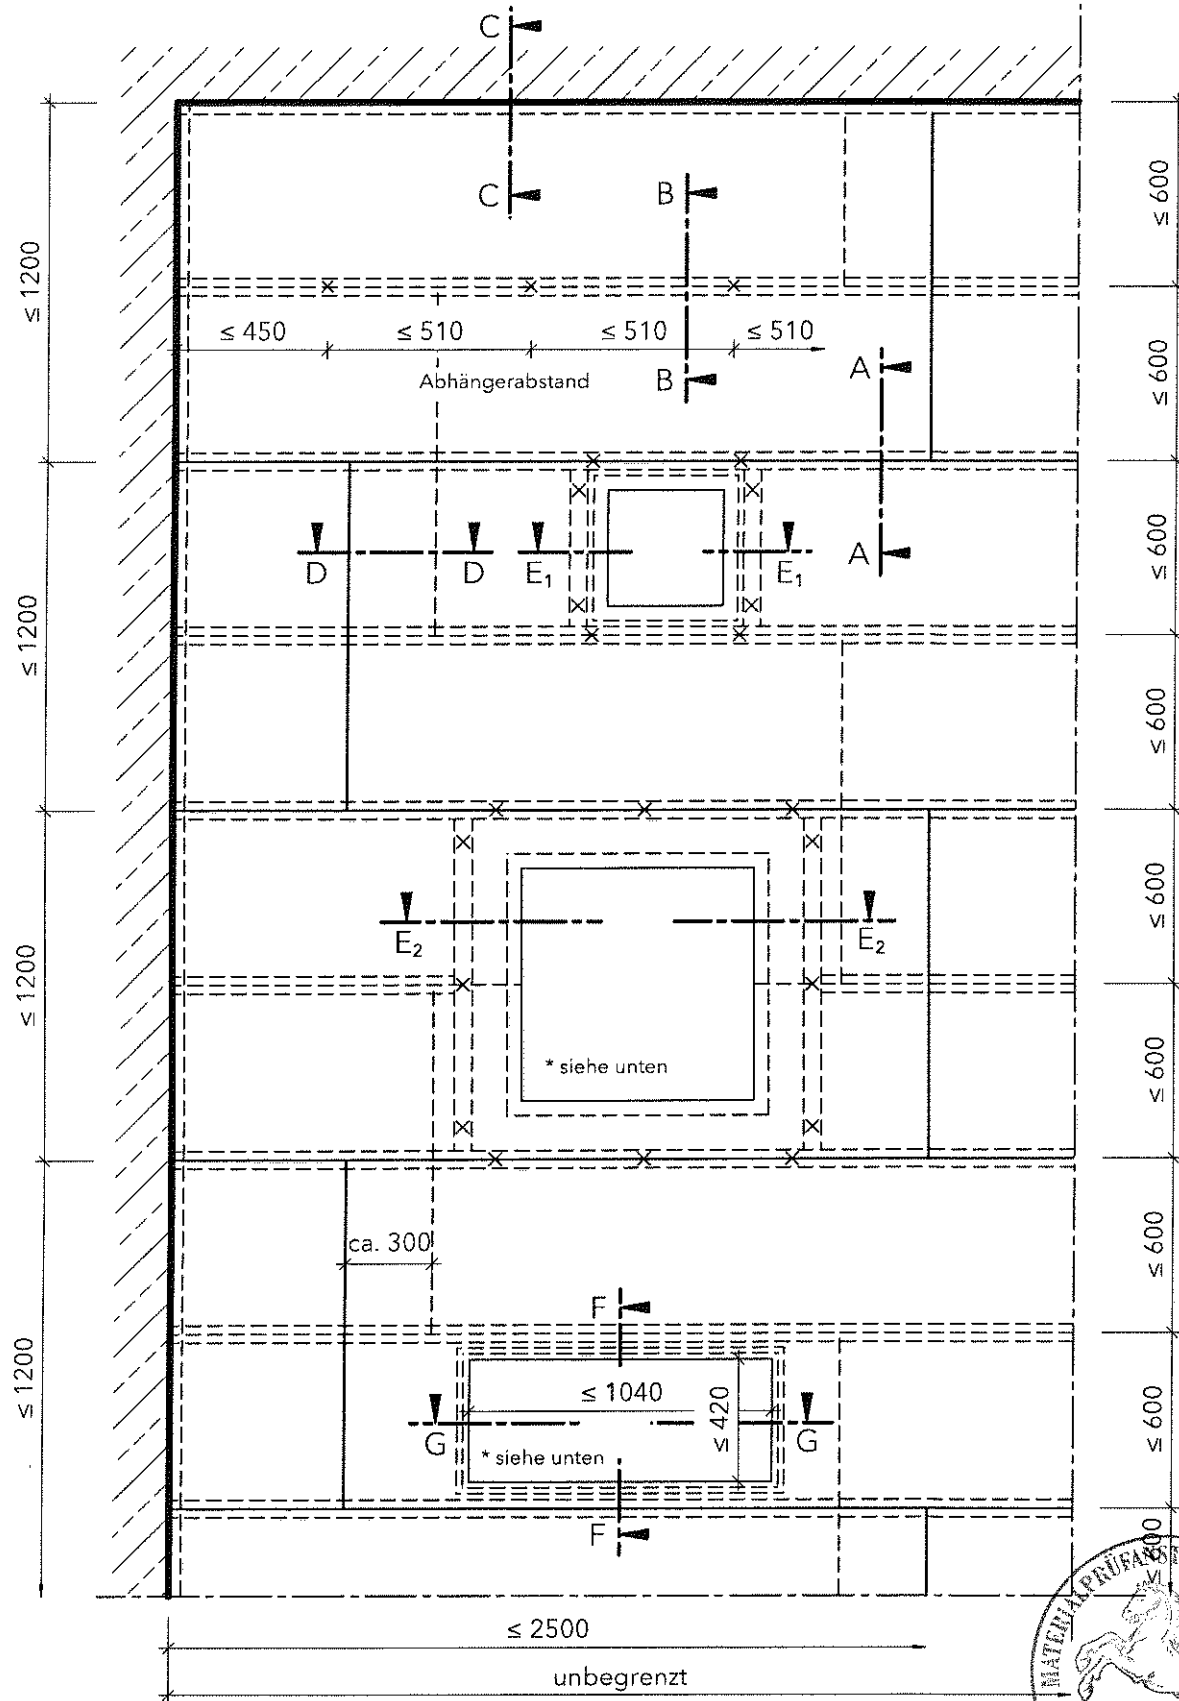 C
C
B
≤ 1200
≤ 600
≤ 450
≤ 510
≤ 510
≤ 510
Abhängerabstand
B
A
≤ 600
D
D
E₁
E₁
A
≤ 600
≤ 1200
≤ 600
E₂
E₂
≤ 600
≤ 1200
* siehe unten
≤ 600
ca. 300
≤ 600
F
≤ 1040
≤ 420
≤ 1200
G
G
* siehe unten
≤ 600
F
≤ 600
≤ 2500
unbegrenzt